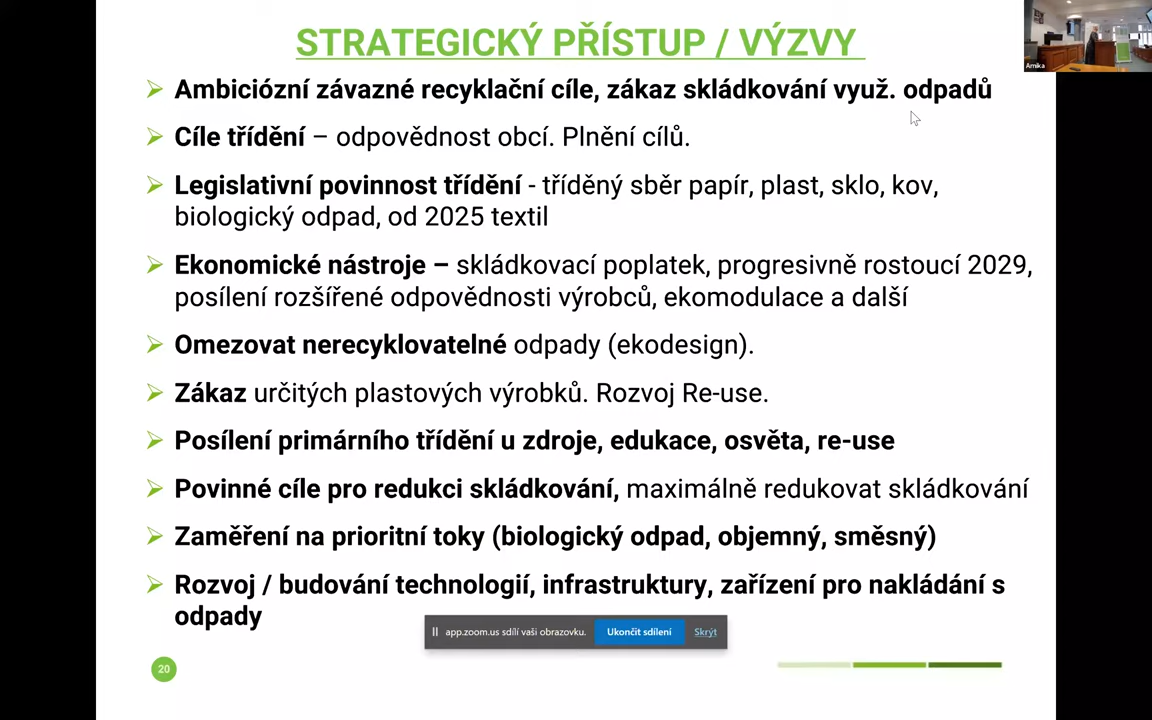 STRATEGICKÝ PŘÍSTUP / VÝZVY
Arnika
Ambiciózní závazné recyklační cíle, zákaz skládkování využ. odpadů
Cíle třídění – odpovědnost obcí. Plnění cílů.
Legislativní povinnost třídění - tříděný sběr papír, plast, sklo, kov,
biologický odpad, od 2025 textil
Ekonomické nástroje – skládkovací poplatek, progresivně rostoucí 2029,
posílení rozšířené odpovědnosti výrobců, ekomodulace a další
Omezovat nerecyklovatelné odpady (ekodesign).
Zákaz určitých plastových výrobků. Rozvoj Re-use.
Posílení primárního třídění u zdroje, edukace, osvěta, re-use
Povinné cíle pro redukci skládkování, maximálně redukovat skládkování
Zaměření na prioritní toky (biologický odpad, objemný, směsný)
Rozvoj / budování technologií, infrastruktury, zařízení pro nakládání s
odpady
app.zoom.us sdílí vaši obrazovku. Ukončit sdílení Skrýt
20